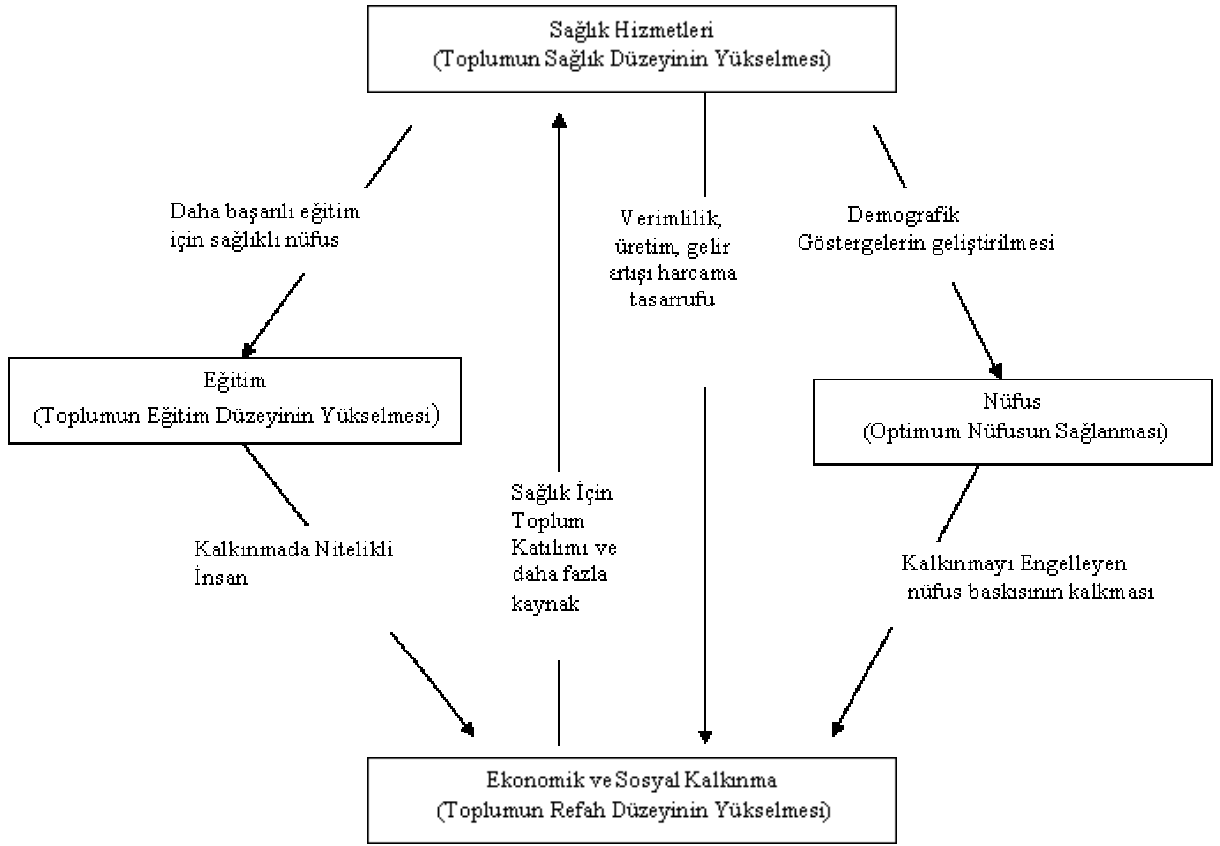 Sağlık Hizmetleri
(Toplumun Sağlık Düzeyinin Yükselmesi)
Daha başarılı eğitim
için sağlıklı nüfus
Verimlilik,
üretim, gelir
artışı harcama
tasarrufu
Demografik
Göstergelerin geliştirilmesi
Eğitim
(Toplumun Eğitim Düzeyinin Yükselmesi)
Nüfus
(Optimum Nüfusun Sağlanması)
Sağlık İçin
Toplum
Katılımı ve
daha fazla
kaynak
Kalkınmada Nitelikli
İnsan
Kalkınmayı Engelleyen
nüfus baskısının kalkması
Ekonomik ve Sosyal Kalkınma
(Toplumun Refah Düzeyinin Yükselmesi)